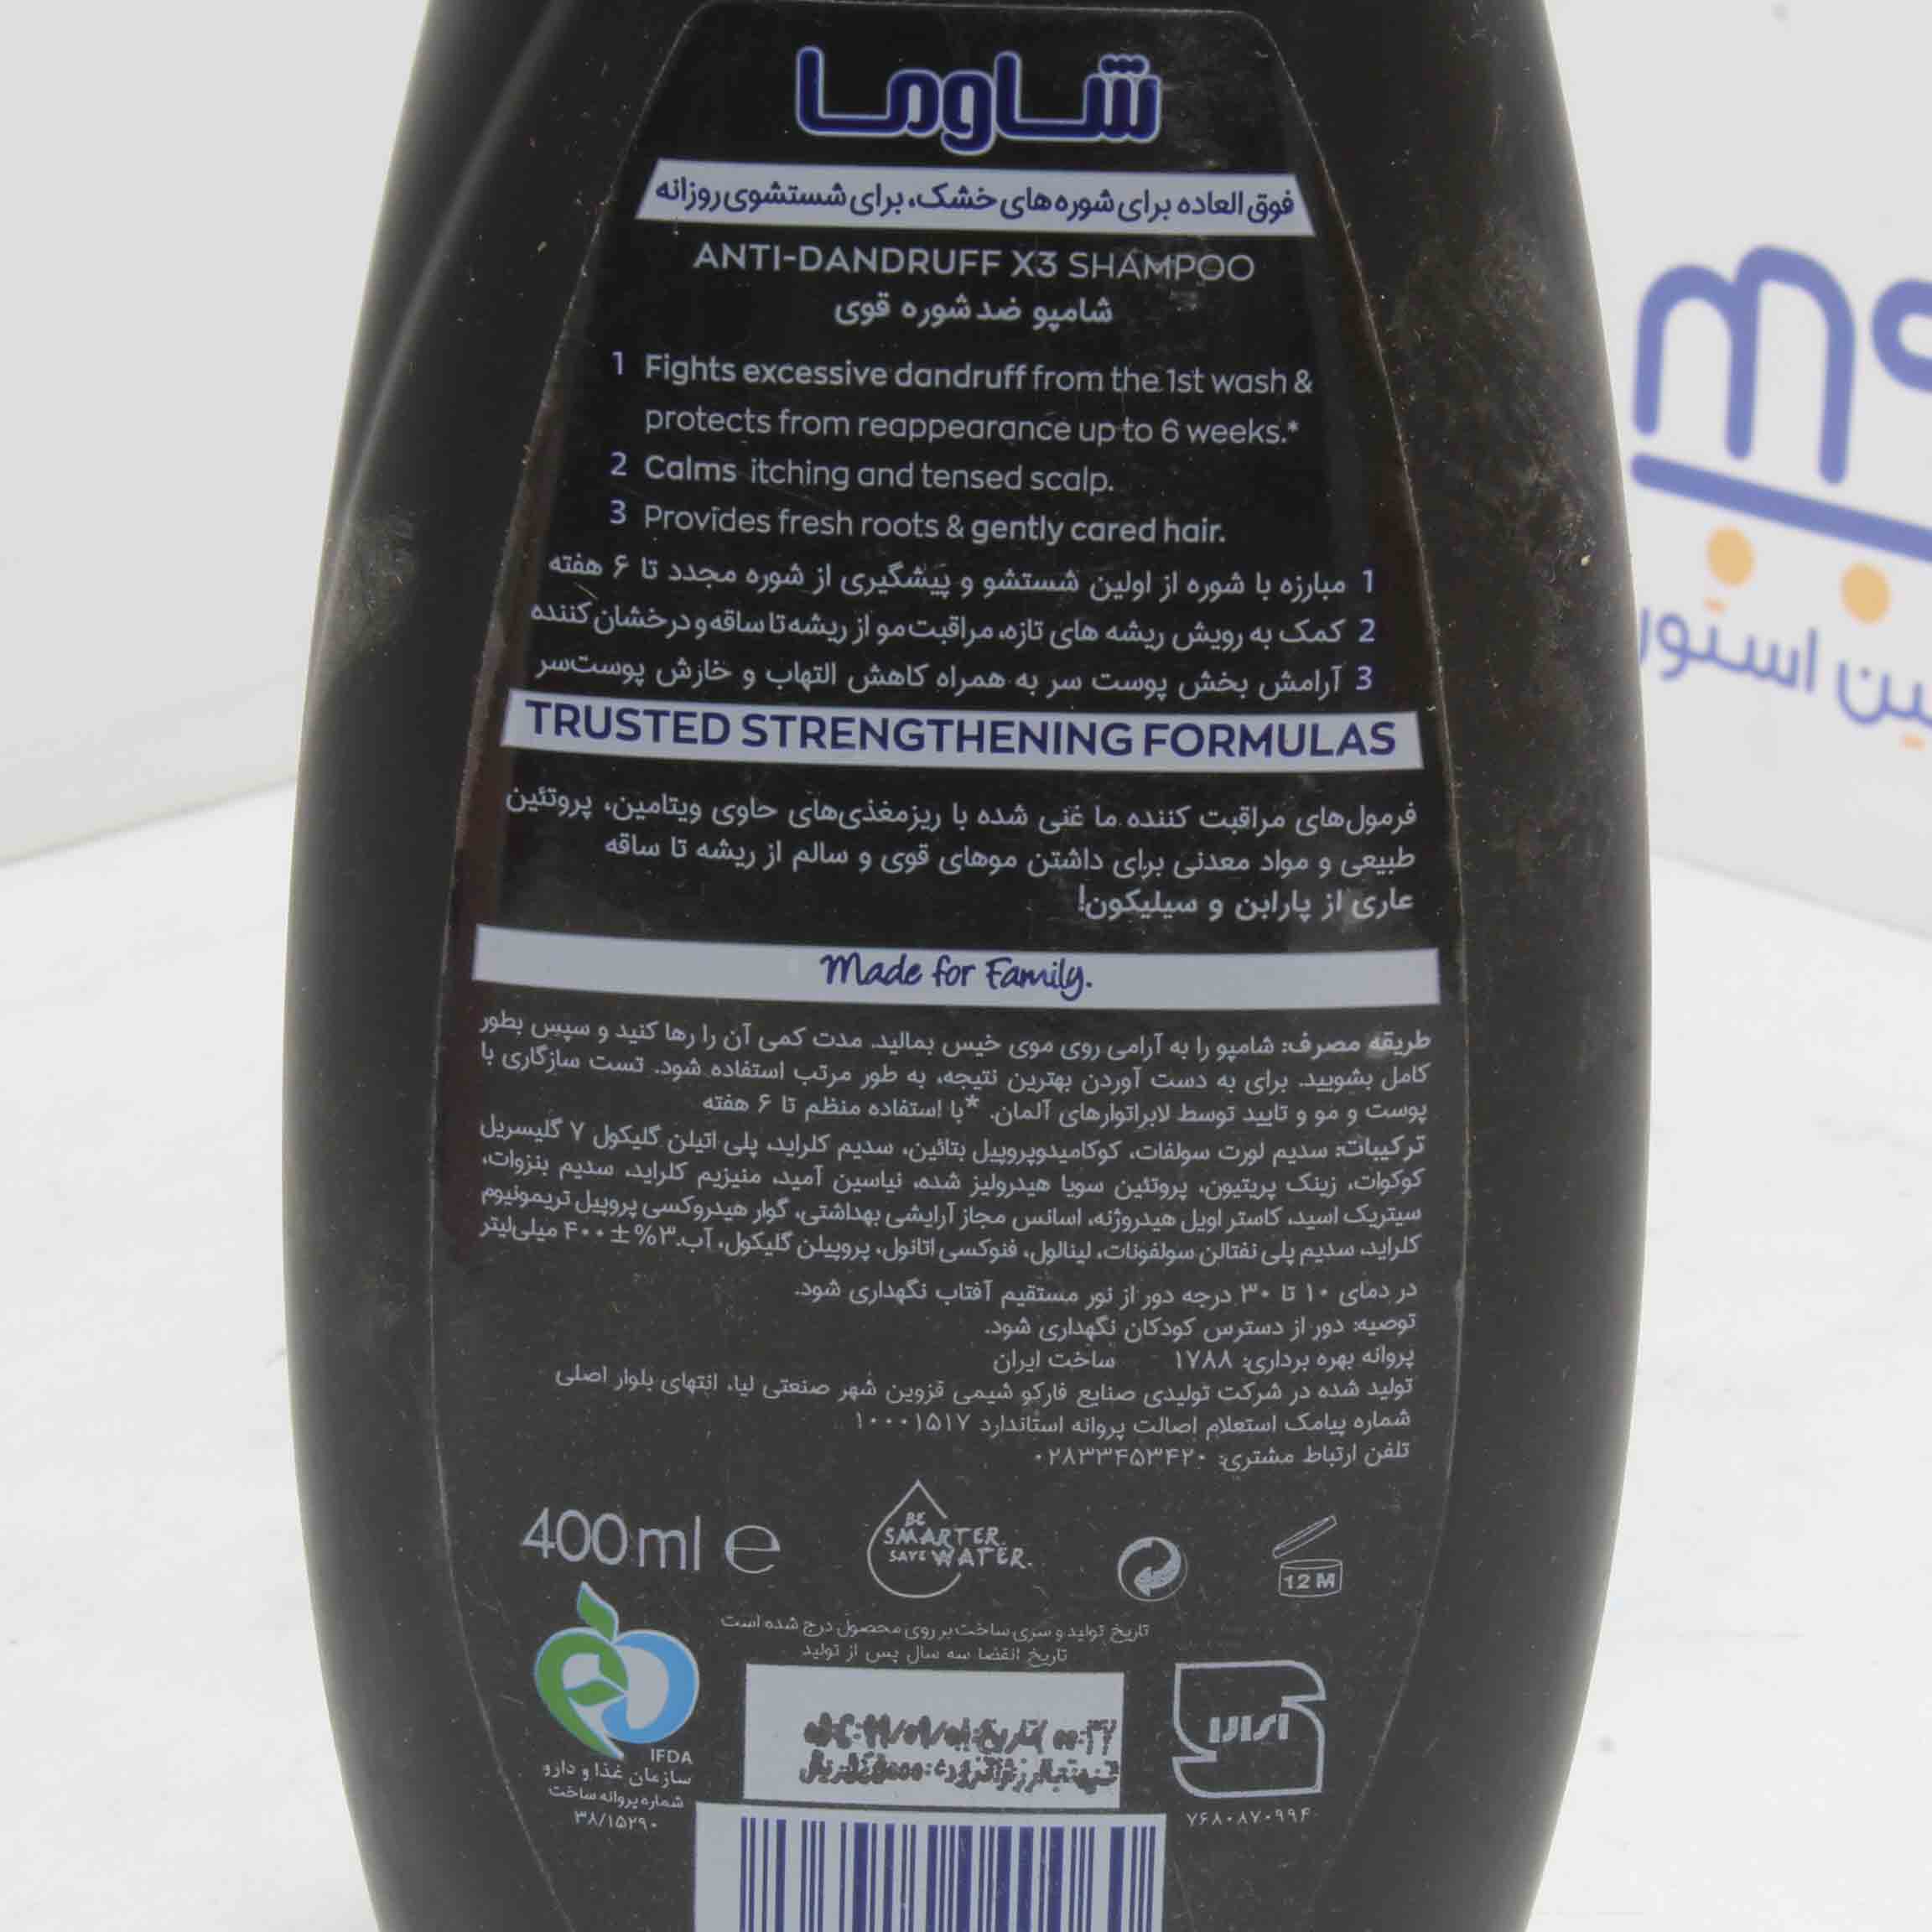 شاوما
فوق العاده برای شوره های خشک، برای شستشوی روزانه
ANTI-DANDRUFF X3 SHAMPOO
شامپو ضد شوره قوی
1 Fights excessive dandruff from the 1st wash &
protects from reappearance up to 6 weeks.*
2 Calms itching and tensed scalp.
3 Provides fresh roots & gently cared hair.
1 مبارزه با شوره از اولین شستشو و پیشگیری از شوره مجدد تا ۶ هفته
2 کمک به رویش ریشه های تازه، مراقبت مو از ریشه تا ساقه و درخشان کننده
3 آرامش بخش پوست سر به همراه کاهش التهاب و خارش پوست‌سر
TRUSTED STRENGTHENING FORMULAS
فرمول‌های مراقبت کننده ما غنی شده با ریزمغذی‌های حاوی ویتامین، پروتئین
طبیعی و مواد معدنی برای داشتن موهای قوی و سالم از ریشه تا ساقه
عاری از پارابن و سیلیکون!
Made for Family.
طریقه مصرف: شامپو را به آرامی روی موی خیس بمالید. مدت کمی آن را رها کنید و سپس بطور
کامل بشویید. برای به دست آوردن بهترین نتیجه، به طور مرتب استفاده شود. تست سازگاری با
پوست و مو و تایید توسط لابراتوارهای آلمان. *با استفاده منظم تا ۶ هفته
ترکیبات: سدیم لورت سولفات، کوکامیدوپروپیل بتائین، سدیم کلراید، پلی اتیلن گلیکول ۷ گلیسریل
کوکوات، زینک پریتیون، پروتئین سویا هیدرولیز شده، نیاسین آمید، منیزیم کلراید، سدیم بنزوات،
سیتریک اسید، کاستر اویل هیدروژنه، اسانس مجاز آرایشی بهداشتی، گوار هیدروکسی پروپیل تریمونیوم
کلراید، سدیم پلی نفتالن سولفونات، لینالول، فنوکسی اتانول، پروپیلن گلیکول، آب. ۳%±۴۰۰ میلی‌لیتر
در دمای ۱۰ تا ۳۰ درجه دور از نور مستقیم آفتاب نگهداری شود.
توصیه: دور از دسترس کودکان نگهداری شود.
پروانه بهره برداری: ۱۷۸۸ ساخت ایران
تولید شده در شرکت تولیدی صنایع فارکو شیمی قزوین شهر صنعتی لیا، انتهای بلوار اصلی
شماره پیامک استعلام اصالت پروانه استاندارد ۱۰۰۰۱۵۱۷
تلفن ارتباط مشتری: ۰۲۸۳۳۴۵۳۴۲۰
400 ml e
BE
SMARTER.
SAVE WATER.
12 M
تاریخ تولید و سری ساخت بر روی محصول درج شده است
تاریخ انقضا سه سال پس از تولید
IFDA
سازمان غذا و دارو
شماره پروانه ساخت
۳۸/۱۵۲۹۰
۷۶۸۰۸۷۰۹۹۴
ین استور